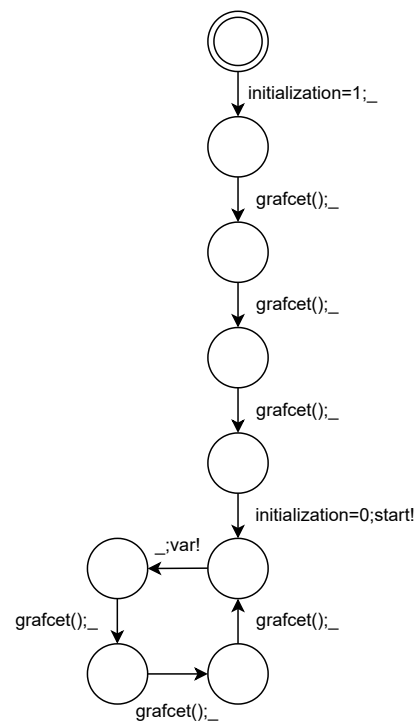 initialization=1;_
grafcet();_
grafcet();_
grafcet();_
initialization=0;start!
_;var!
grafcet();_
grafcet();_
grafcet();_